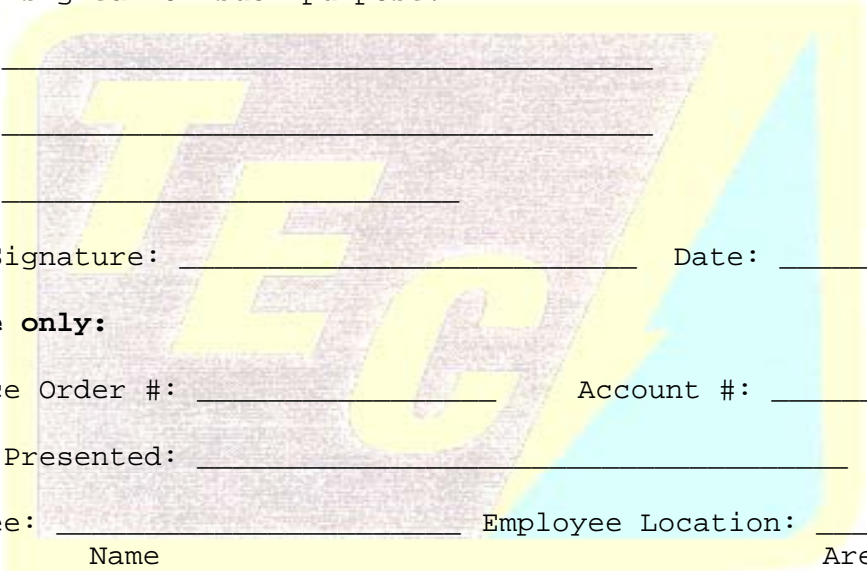 TEC
Signature: Date:
only:
Order #: Account #:
Presented:
Employee Location:
Name